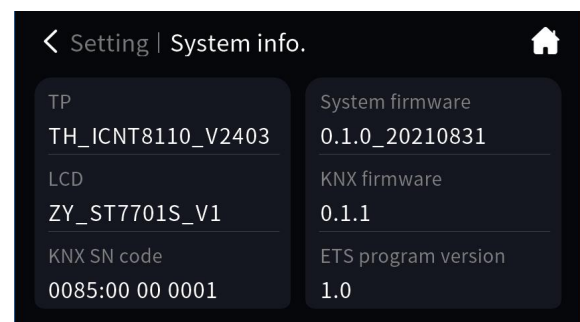 Setting | System info.
TP
TH_ICNT8110_V2403
LCD
ZY_ST7701S_V1
KNX SN code
0085:00 00 0001
System firmware
0.1.0_20210831
KNX firmware
0.1.1
ETS program version
1.0